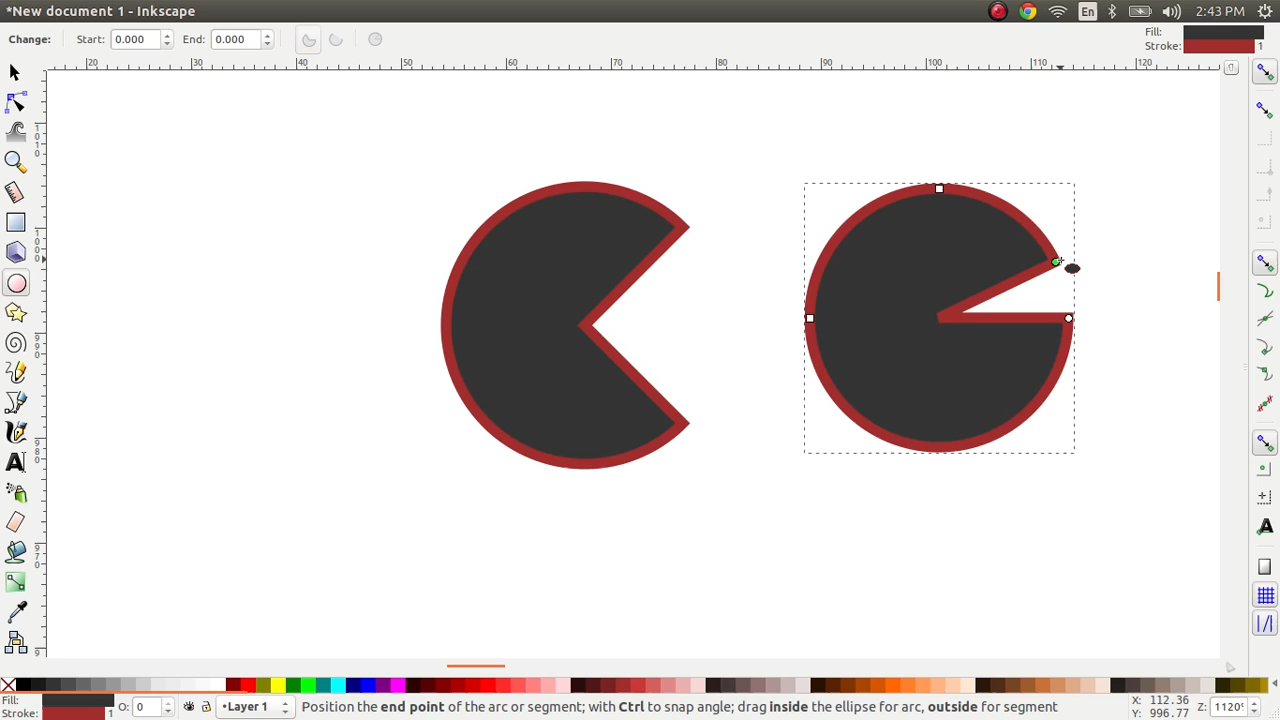 *New document 1 - Inkscape
En
2:43 PM
Change: Start: 0.000 End: 0.000
Fill:
Stroke: 1
20 30 40 50 60 70 80 90 100 110 120
Fill:
Stroke: 1
O: 0
•Layer 1
Position the end point of the arc or segment; with Ctrl to snap angle; drag inside the ellipse for arc, outside for segment
X: 112.36
Y: 996.77
Z: 1120%